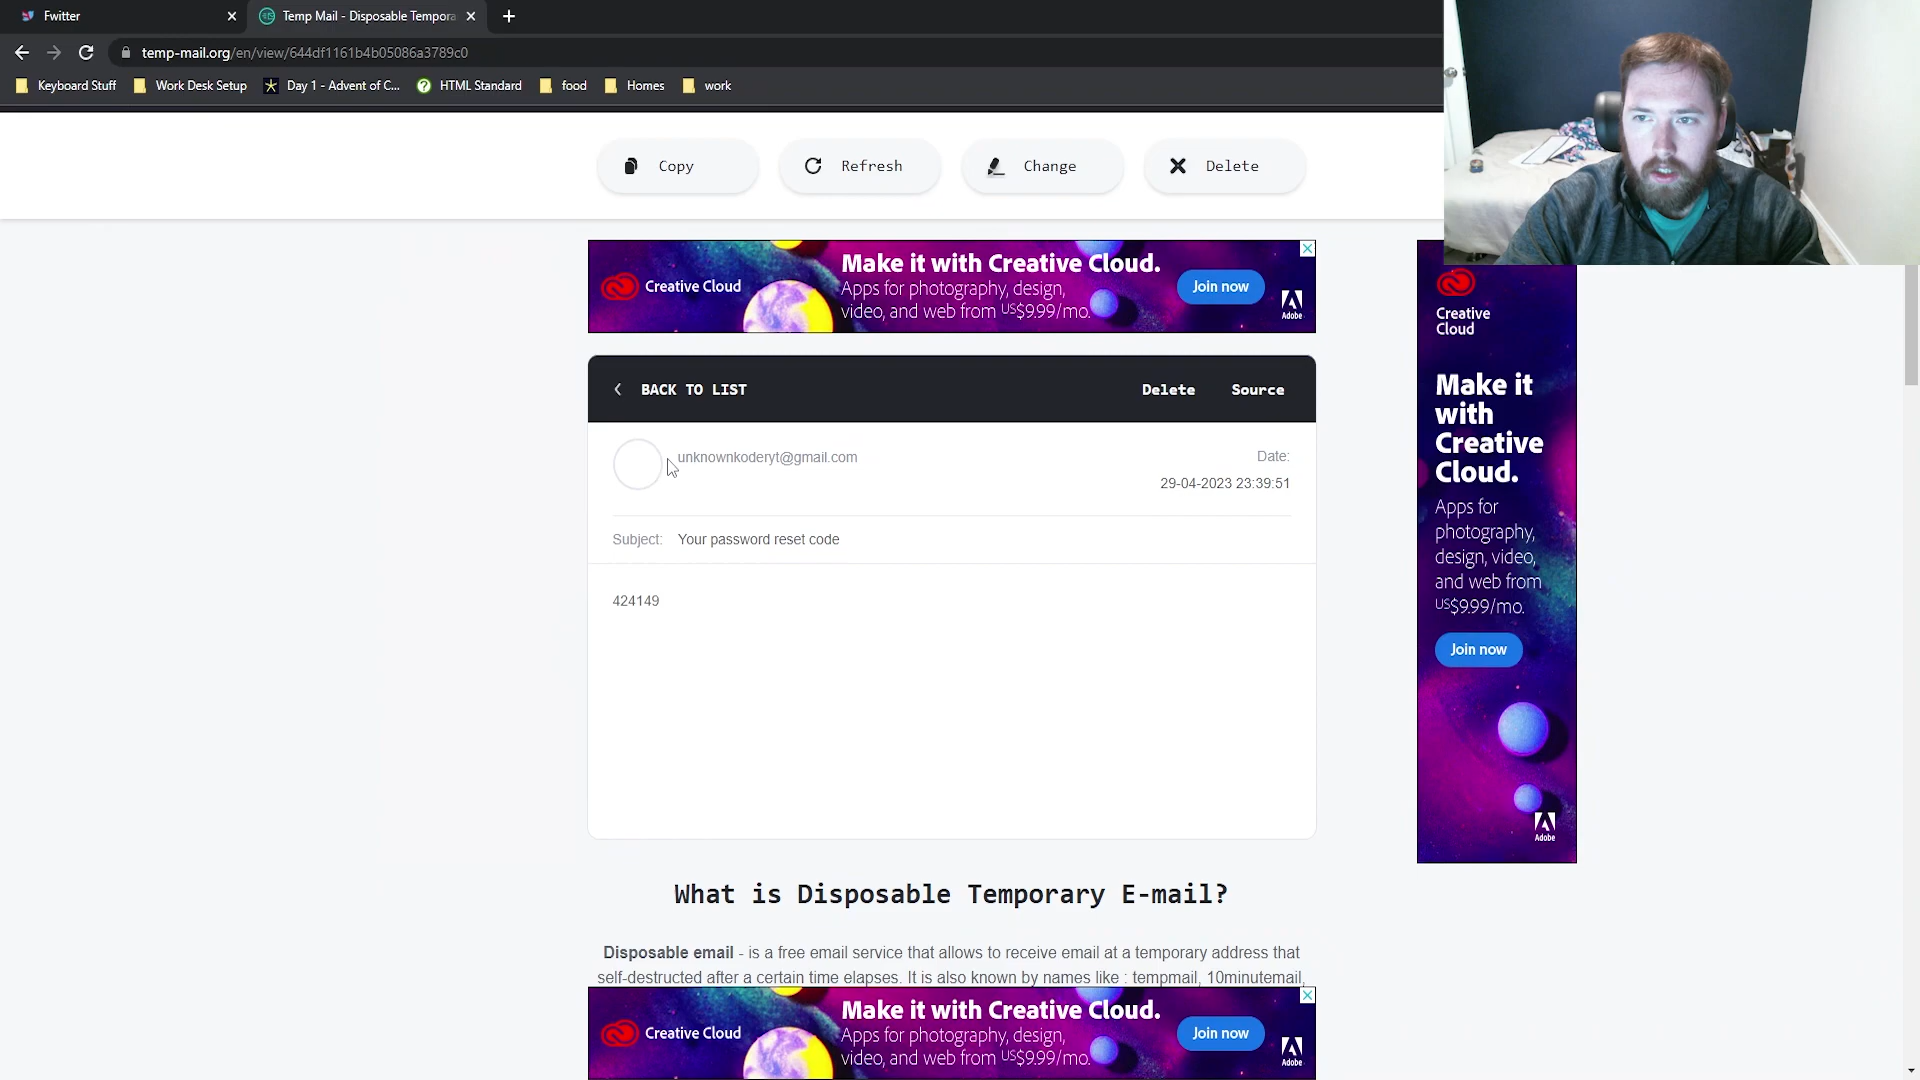 Fwitter
Temp Mail - Disposable Tempora
temp-mail.org/en/view/644df1161b4b05086a3789c0
Keyboard Stuff
Work Desk Setup
Day 1 - Advent of C...
HTML Standard
food
Homes
work
Copy
Refresh
Change
Delete
Creative Cloud
Make it with Creative Cloud.
Apps for photography, design,
video, and web from US$9.99/mo.
Join now
Adobe
BACK TO LIST
Delete
Source
unknownkoderyt@gmail.com
Date:
29-04-2023 23:39:51
Subject: Your password reset code
424149
Creative
Cloud
Make it
with
Creative
Cloud.
Apps for
photography,
design, video,
and web from
US$9.99/mo.
Join now
Adobe
What is Disposable Temporary E-mail?
Disposable email - is a free email service that allows to receive email at a temporary address that
self-destructed after a certain time elapses. It is also known by names like : tempmail, 10minutemail,
Creative Cloud
Make it with Creative Cloud.
Apps for photography, design,
video, and web from US$9.99/mo.
Join now
Adobe